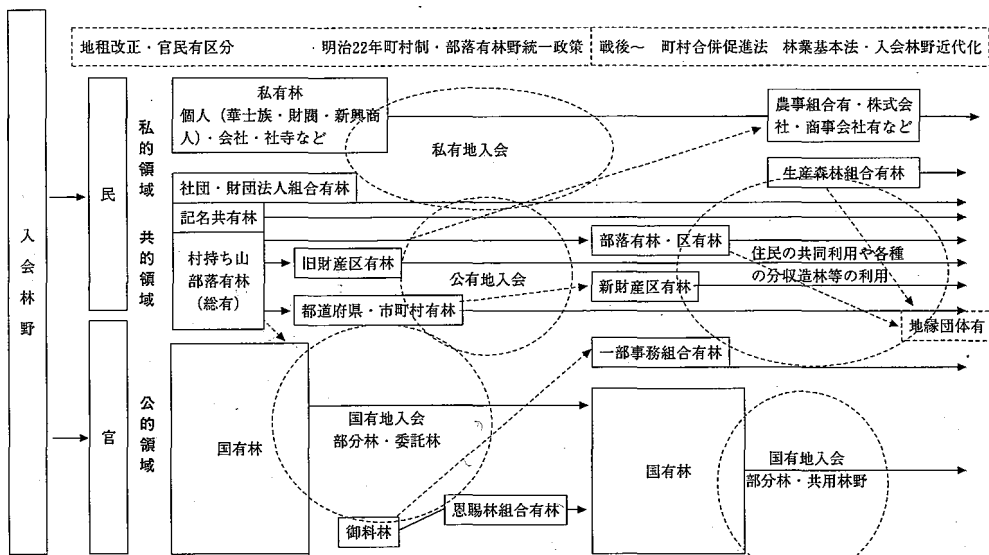 地租改正・官民有区分
明治22年町村制・部落有林野統一政策
戦後～ 町村合併促進法 林業基本法・入会林野近代化
入会林野
民
官
私的領域
共的領域
公的領域
私有林
個人（華士族・財閥・新興商
人）・会社・社寺など
私有地入会
農事組合有・株式会
社・商事会社有など
生産森林組合有林
社団・財団法人組合有林
記名共有林
村持ち山
部落有林
（総有）
旧財産区有林
都道府県・市町村有林
公有地入会
部落有林・区有林
新財産区有林
住民の共同利用や各種
の分収造林等の利用
地縁団体有
一部事務組合有林
国有林
国有地入会
部分林・委託林
御料林
恩賜林組合有林
国有林
国有地入会
部分林・共用林野